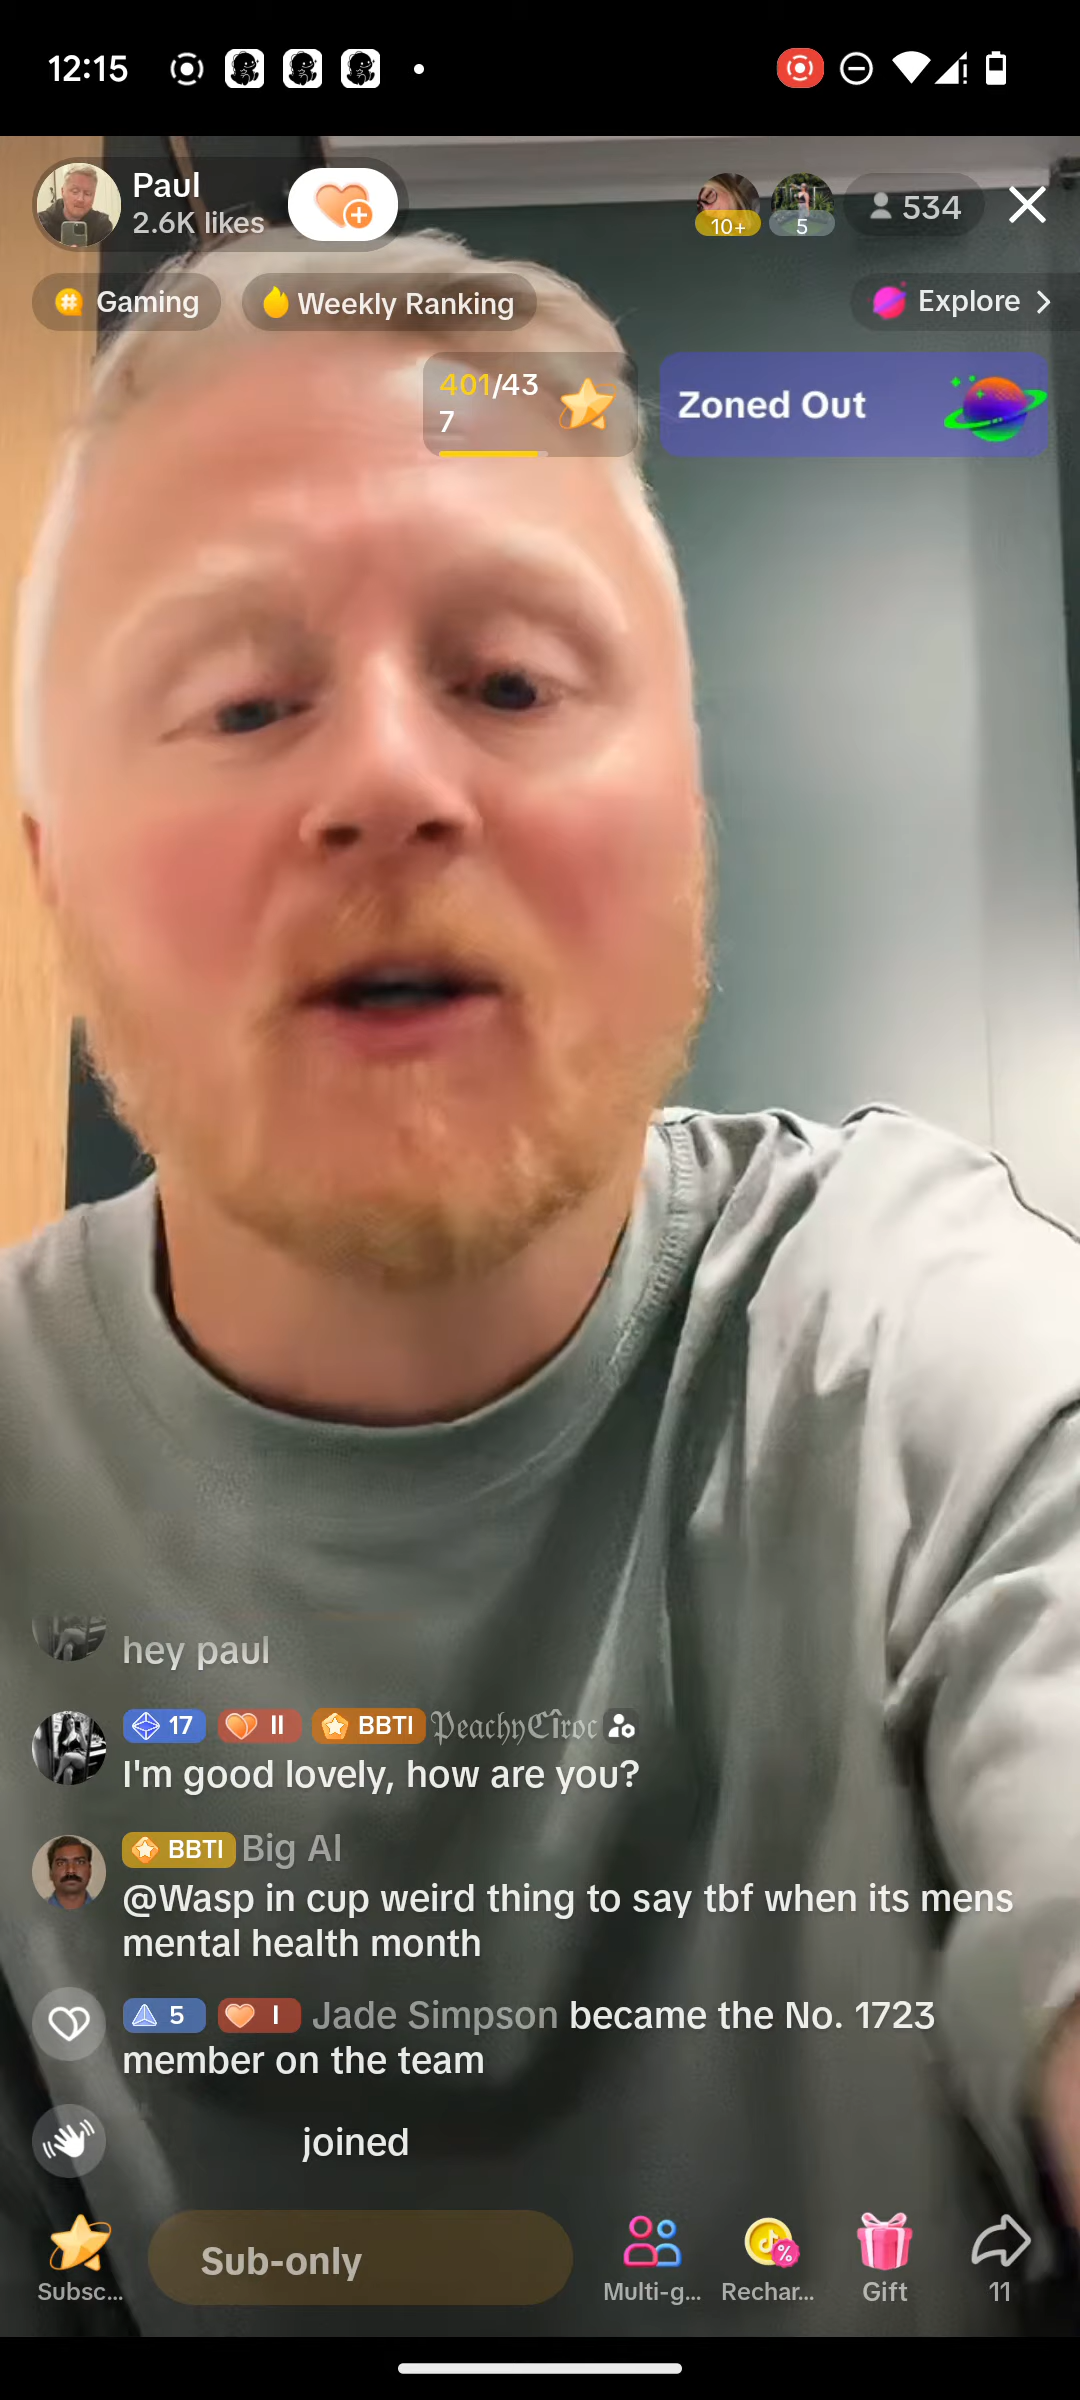 12:15
Paul
2.6K likes
10+
5
534
Gaming
Weekly Ranking
Explore
401/43
7
Zoned Out
hey paul
17 II BBTI PeachyCîroc
I'm good lovely, how are you?
BBTI Big Al
@Wasp in cup weird thing to say tbf when its mens
mental health month
5 I Jade Simpson became the No. 1723
member on the team
joined
Sub-only
Subsc...
Multi-g...
%
Rechar...
Gift
11